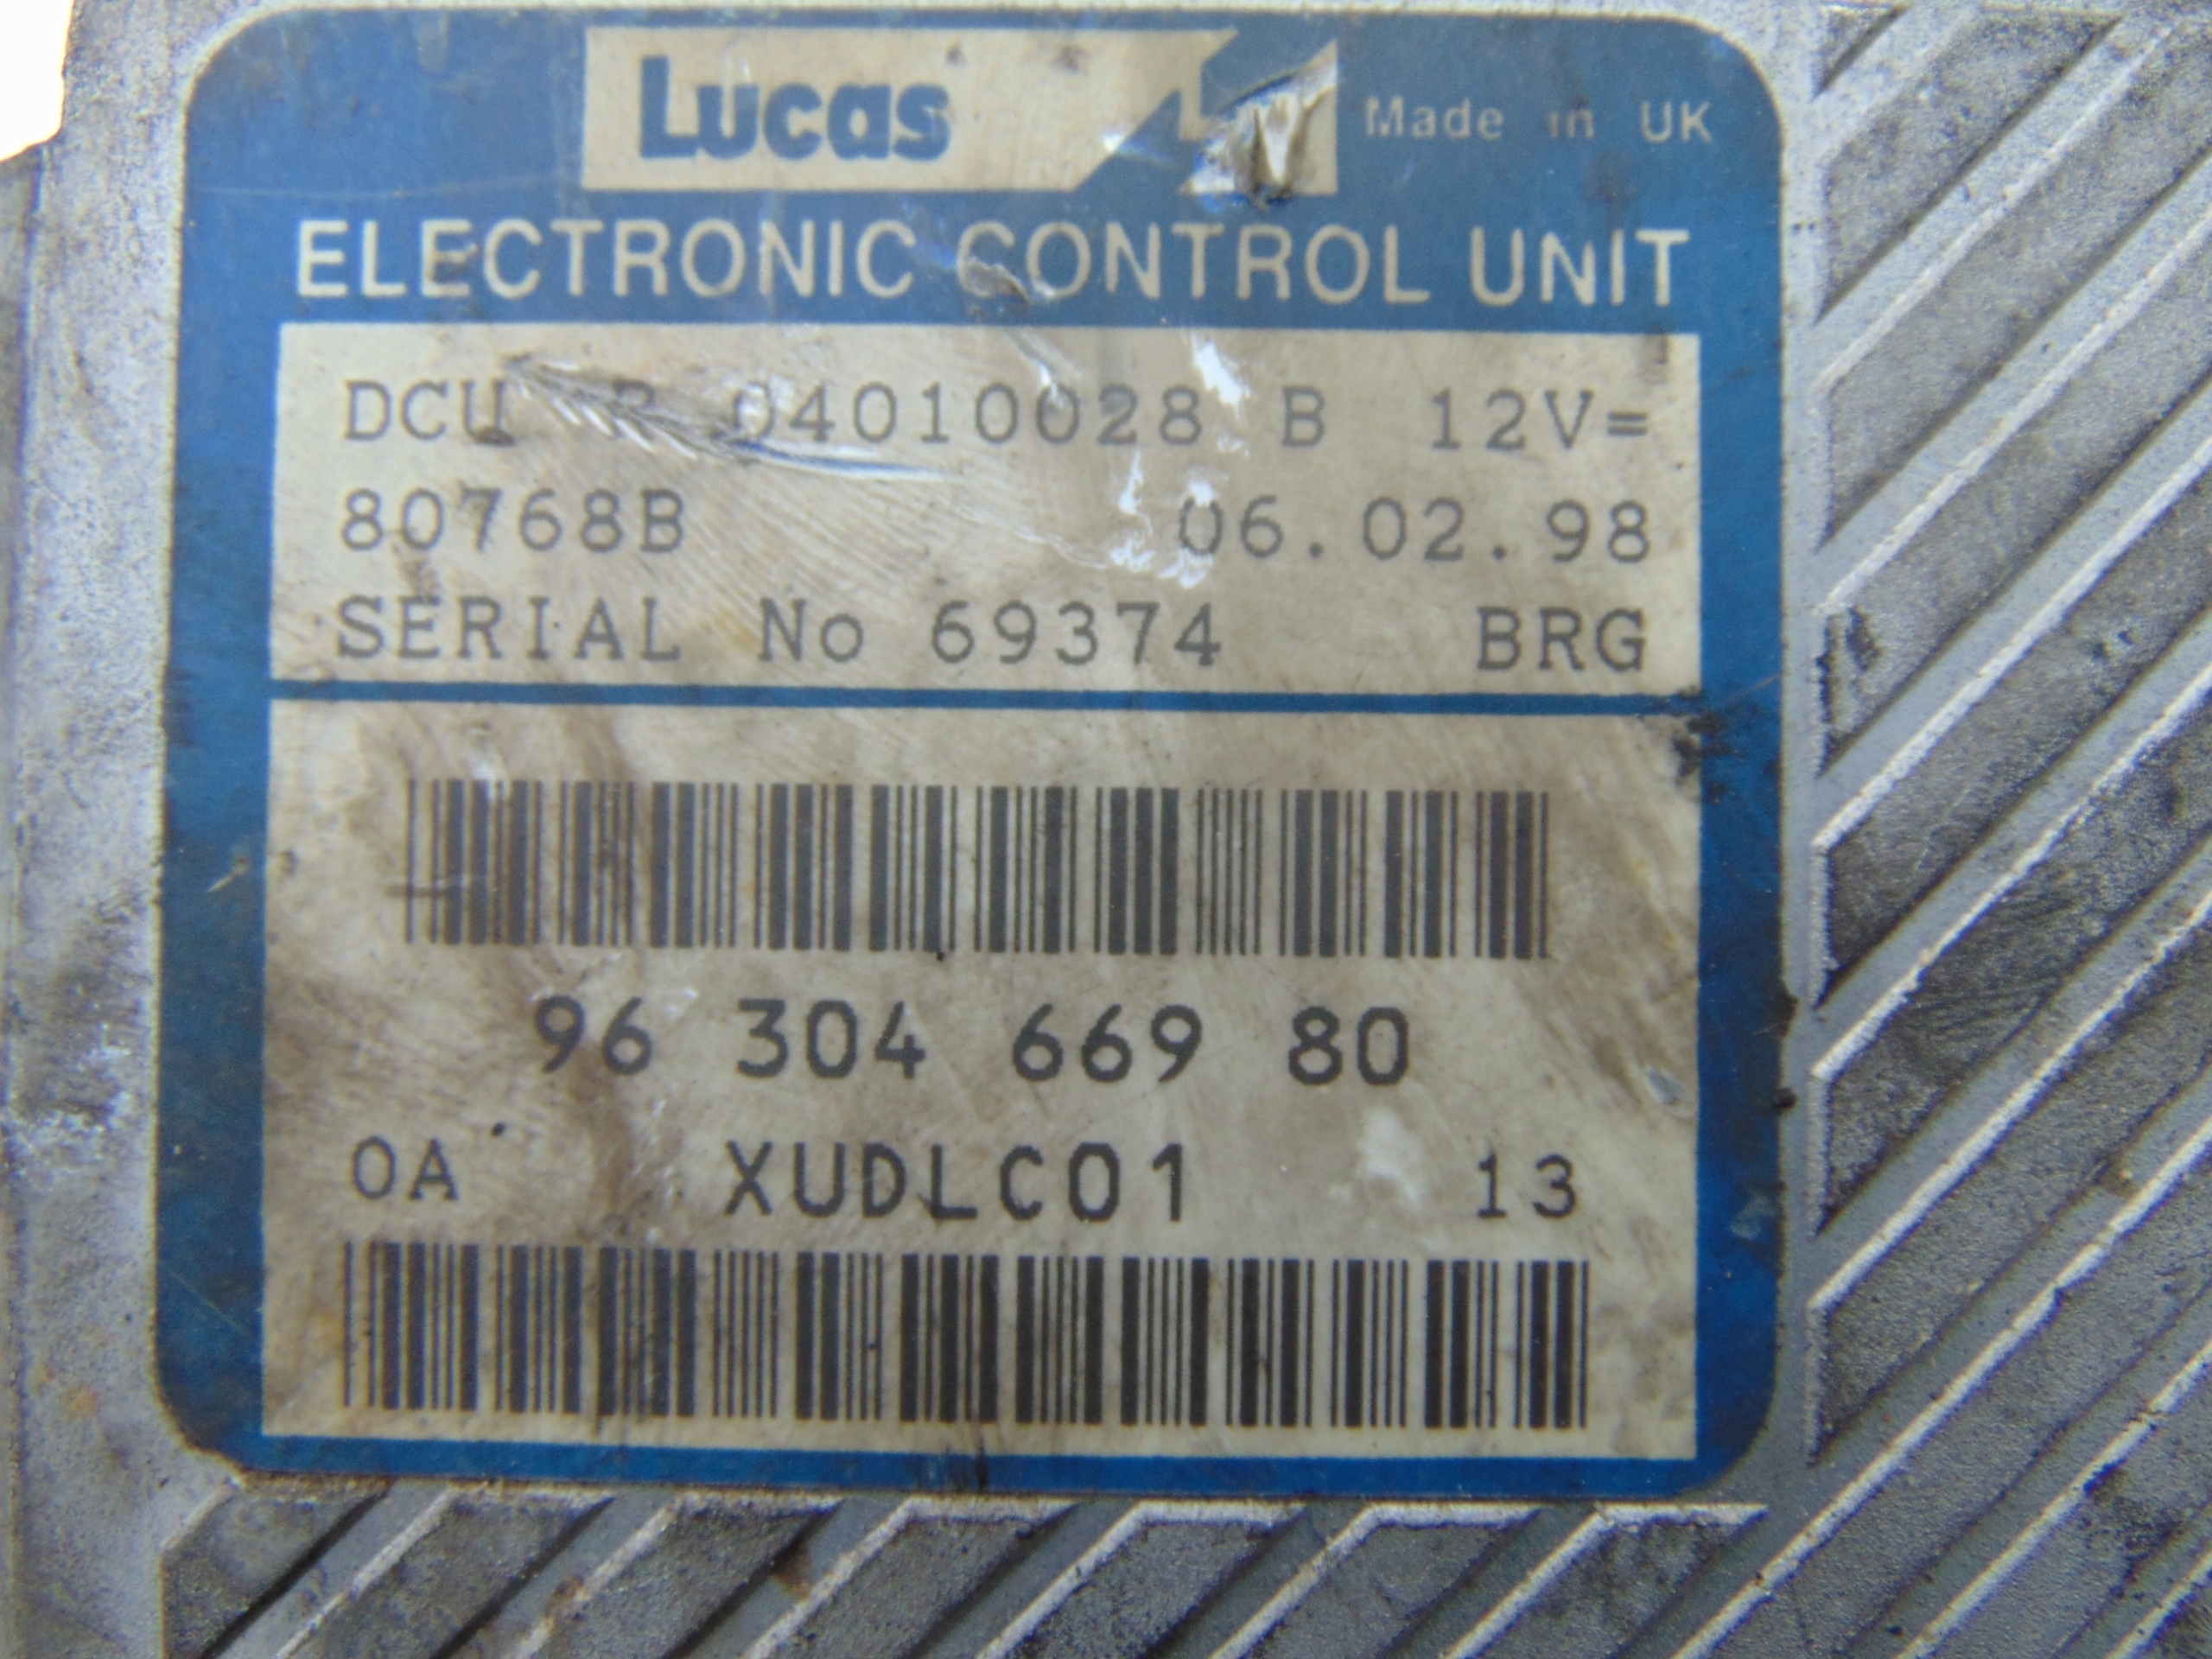 Lucas Made in UK
ELECTRONIC CONTROL UNIT
DCU 04010028 B 12V=
80768B 06.02.98
SERIAL No 69374 BRG
96 304 669 80
0A XUDLC01 13